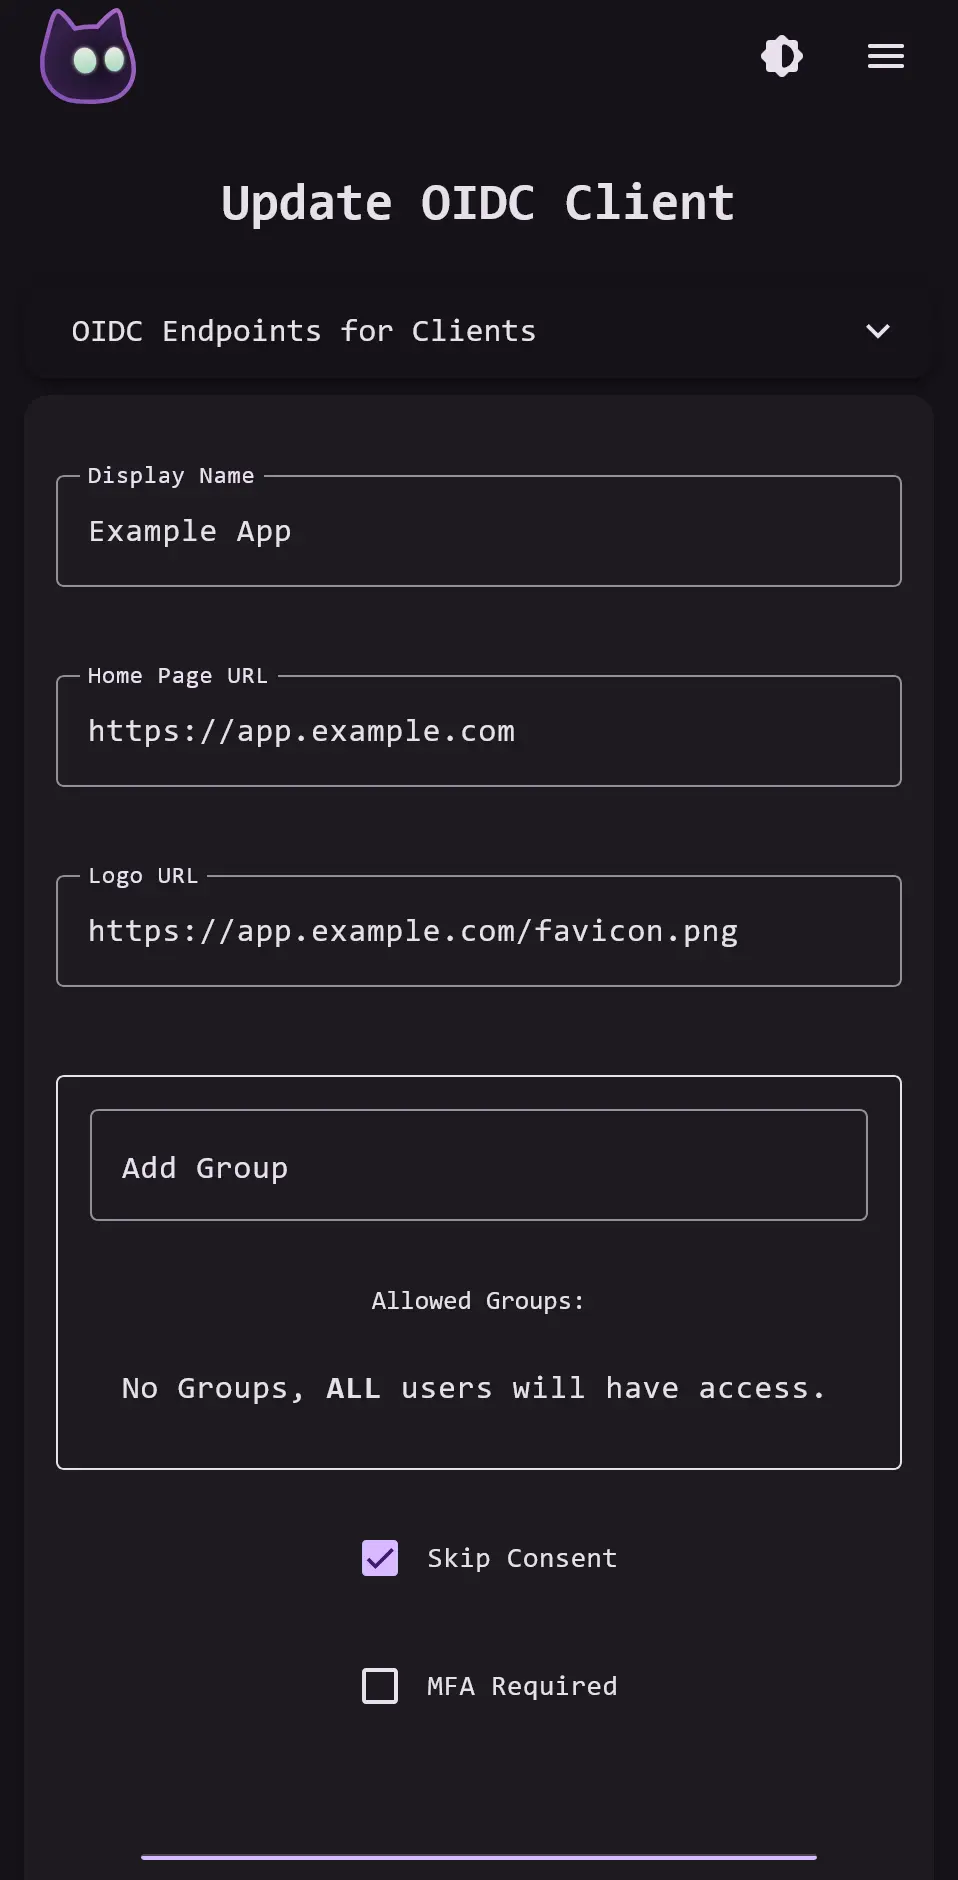 Update OIDC Client
OIDC Endpoints for Clients
Display Name
Example App
Home Page URL
https://app.example.com
Logo URL
https://app.example.com/favicon.png
Add Group
Allowed Groups:
No Groups, ALL users will have access.
Skip Consent
MFA Required